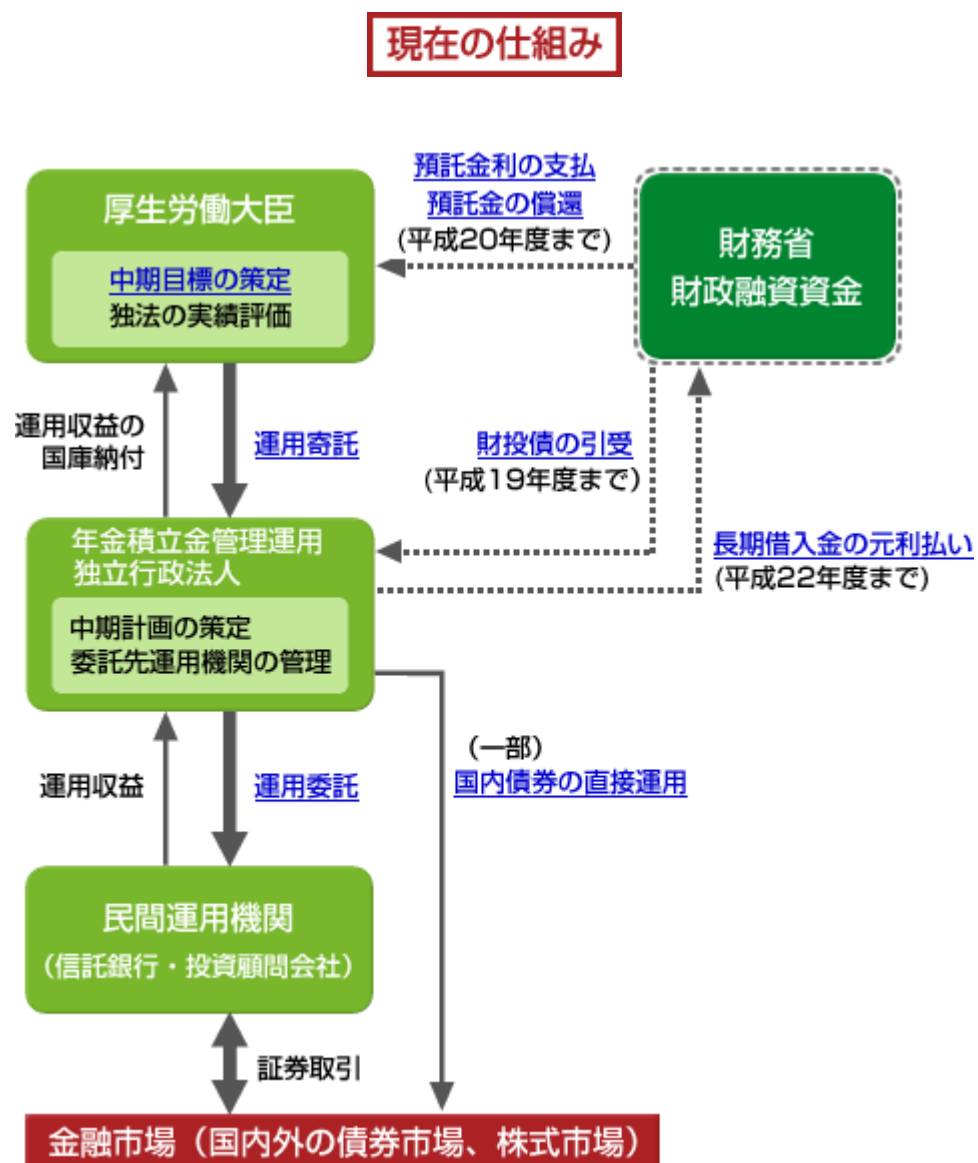 現在の仕組み
厚生労働大臣
中期目標の策定
独法の実績評価
預託金利の支払
預託金の償還
(平成20年度まで)
財務省
財政融資資金
運用収益の
国庫納付
運用寄託
財投債の引受
(平成19年度まで)
長期借入金の元利払い
(平成22年度まで)
年金積立金管理運用
独立行政法人
中期計画の策定
委託先運用機関の管理
運用収益
運用委託
(一部)
国内債券の直接運用
民間運用機関
(信託銀行・投資顧問会社)
証券取引
金融市場(国内外の債券市場、株式市場)